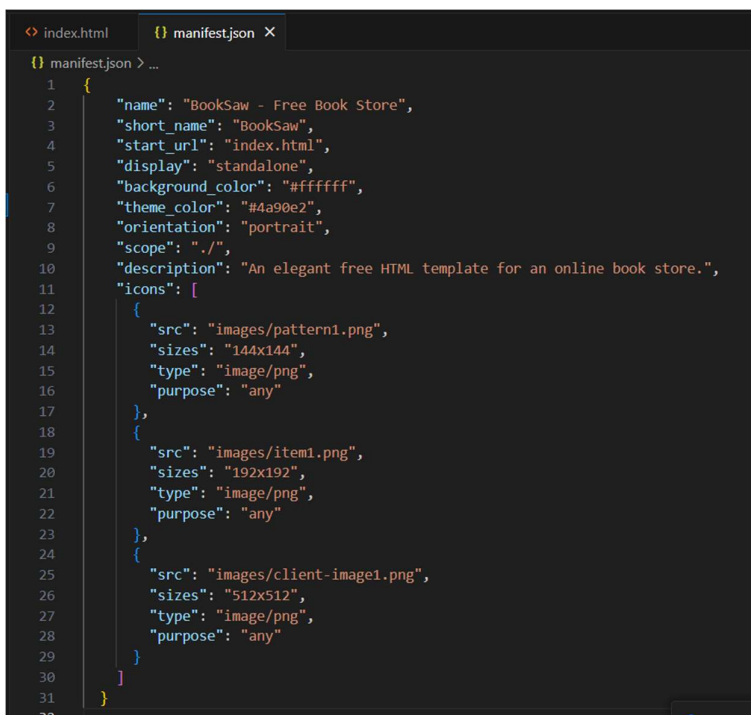 <> index.html {} manifest.json ×
{} manifest.json > ...
1 {
2 "name": "BookSaw - Free Book Store",
3 "short_name": "BookSaw",
4 "start_url": "index.html",
5 "display": "standalone",
6 "background_color": "#ffffff",
7 "theme_color": "#4a90e2",
8 "orientation": "portrait",
9 "scope": "./",
10 "description": "An elegant free HTML template for an online book store.",
11 "icons": [
12 {
13 "src": "images/pattern1.png",
14 "sizes": "144x144",
15 "type": "image/png",
16 "purpose": "any"
17 },
18 {
19 "src": "images/item1.png",
20 "sizes": "192x192",
21 "type": "image/png",
22 "purpose": "any"
23 },
24 {
25 "src": "images/client-image1.png",
26 "sizes": "512x512",
27 "type": "image/png",
28 "purpose": "any"
29 }
30 ]
31 }